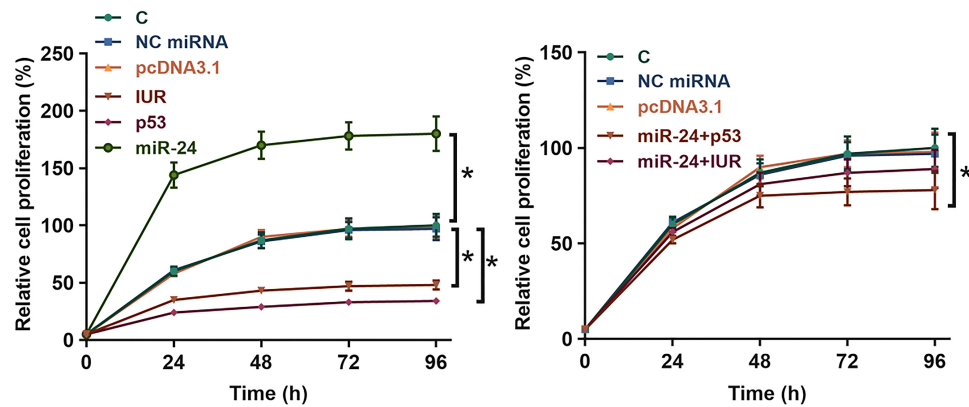 C
NC miRNA
pcDNA3.1
IUR
p53
miR-24
Relative cell proliferation (%)
250
200
150
100
50
0
0 24 48 72 96
Time (h)
*
* *
C
NC miRNA
pcDNA3.1
miR-24+p53
miR-24+IUR
Relative cell proliferation (%)
150
100
50
0
0 24 48 72 96
Time (h)
*